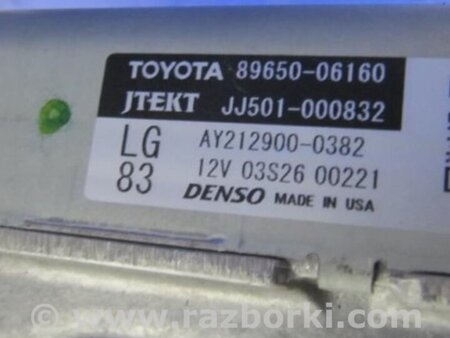 TOYOTA 89650-06160
JTEKT JJ501-000832
LG AY212900-0382
83 12V 03S26 00221
DENSO MADE IN USA
© www.razborki.com